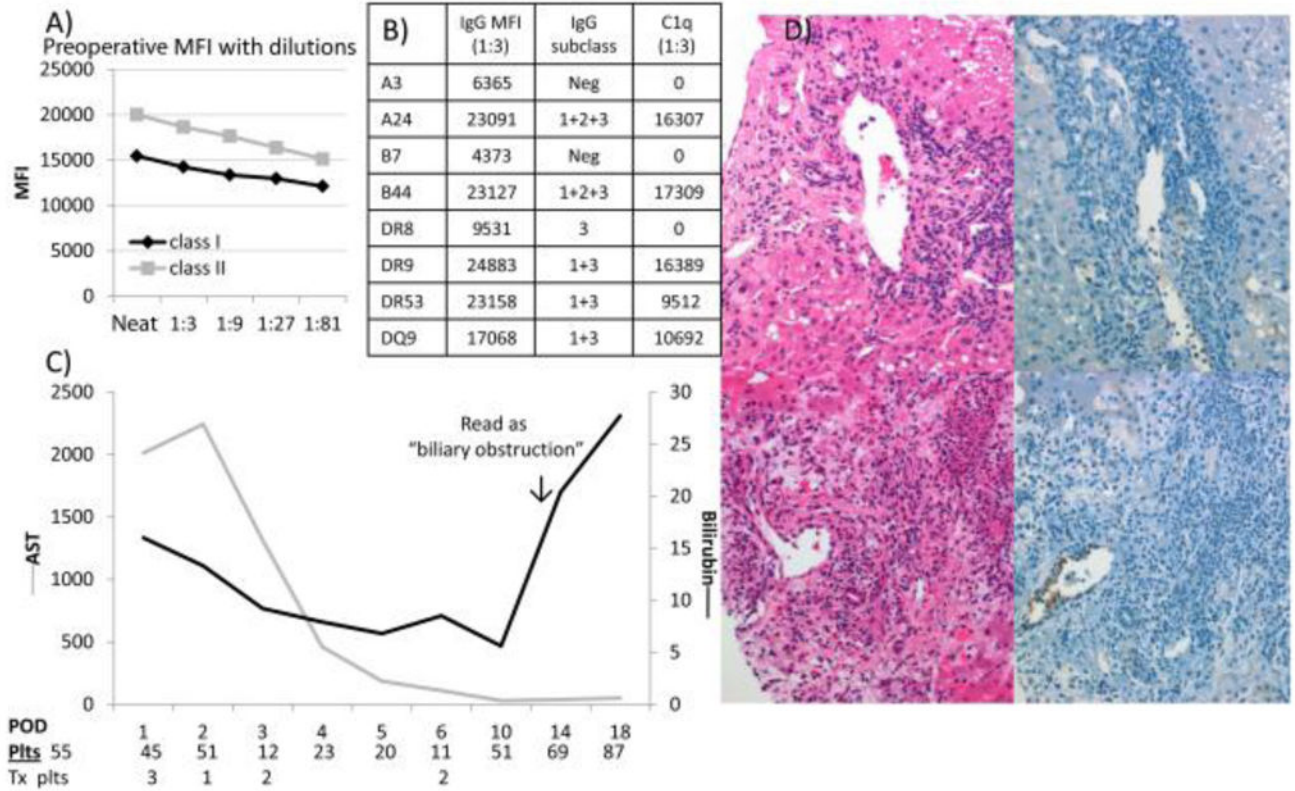 A)
Preoperative MFI with dilutions
25000
20000
15000
10000
5000
0
MFI
class I
class II
Neat 1:3 1:9 1:27 1:81
B) IgG MFI (1:3) IgG subclass C1q (1:3)
A3 6365 Neg 0
A24 23091 1+2+3 16307
B7 4373 Neg 0
B44 23127 1+2+3 17309
DR8 9531 3 0
DR9 24883 1+3 16389
DR53 23158 1+3 9512
DQ9 17068 1+3 10692
C)
2500
2000
1500
1000
500
0
AST
Read as
"biliary obstruction"
30
25
20
15
10
5
0
Bilirubin
POD 1 2 3 4 5 6 10 14 18
Plts 55 45 51 12 23 20 11 51 69 87
Tx plts 3 1 2 2
D)